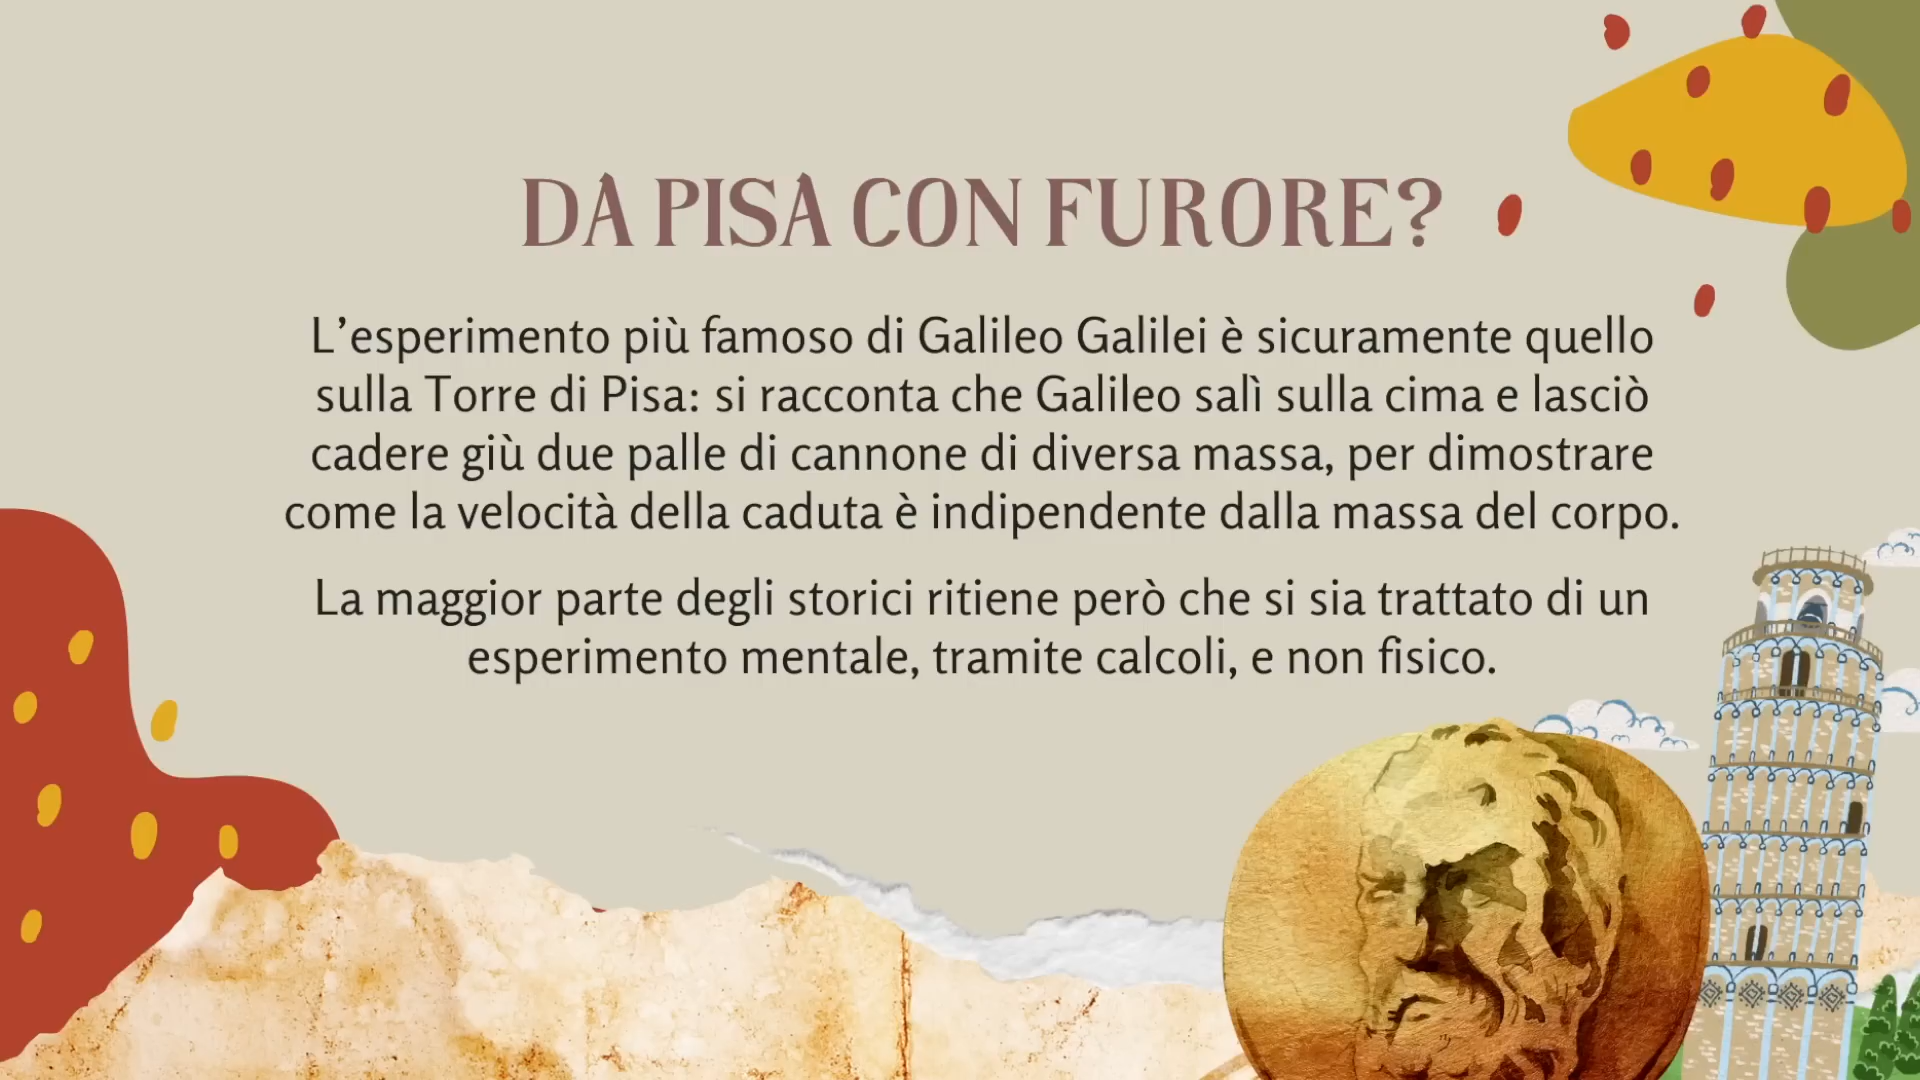 DA PISA CON FURORE?
L’esperimento più famoso di Galileo Galilei è sicuramente quello
sulla Torre di Pisa: si racconta che Galileo salì sulla cima e lasciò
cadere giù due palle di cannone di diversa massa, per dimostrare
come la velocità della caduta è indipendente dalla massa del corpo.
La maggior parte degli storici ritiene però che si sia trattato di un
esperimento mentale, tramite calcoli, e non fisico.